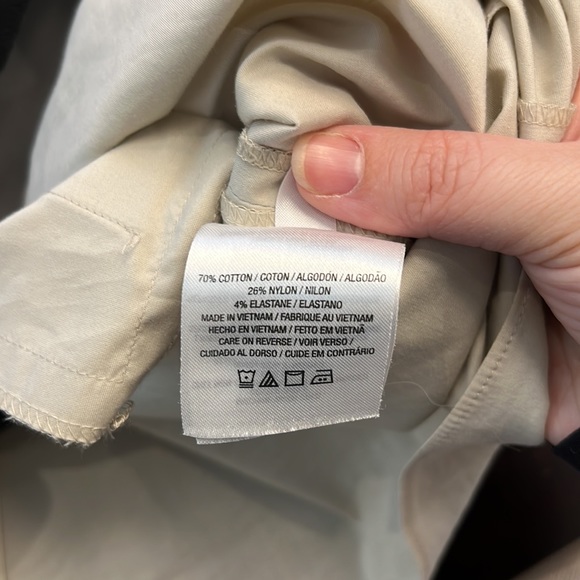 70% COTTON / COTON / ALGODÓN / ALGODÃO
26% NYLON / NILON
4% ELASTANE / ELASTANO
MADE IN VIETNAM / FABRIQUE AU VIETNAM
HECHO EN VIETNAM / FEITO EM VIETNÃ
CARE ON REVERSE / VOIR VERSO /
CUIDADO AL DORSO / CUIDE EM CONTRÁRIO